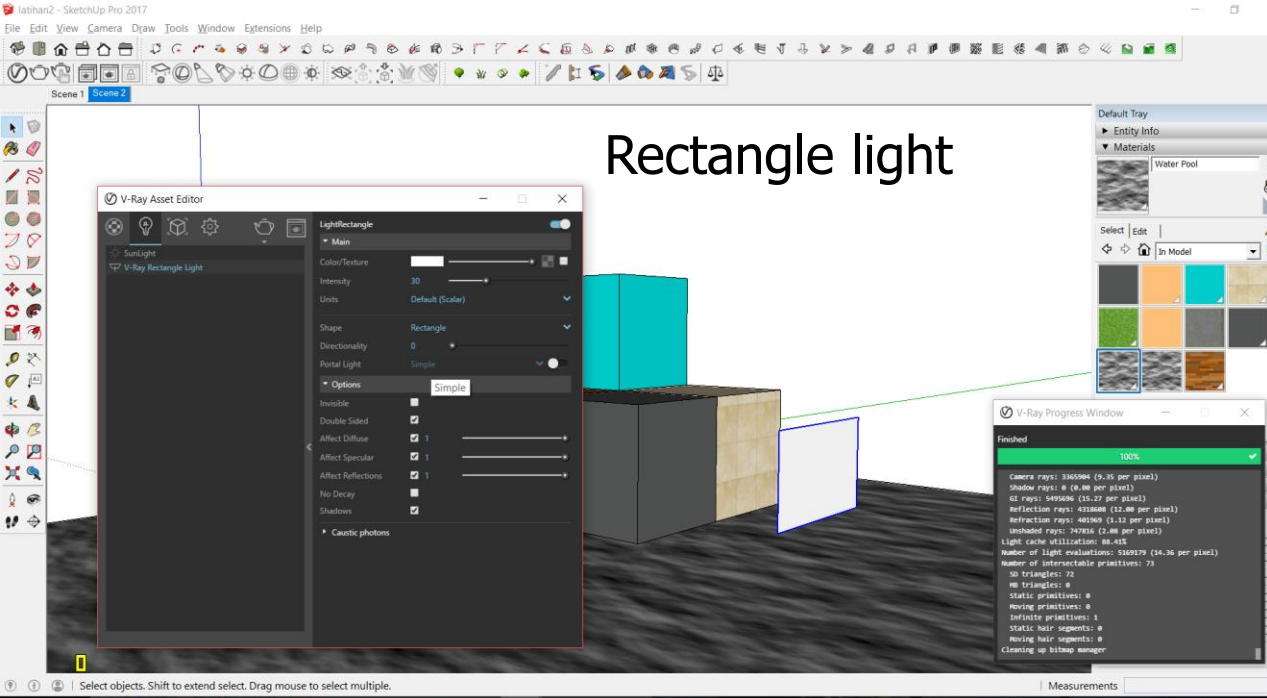 latihan2 - SketchUp Pro 2017
File Edit View Camera Draw Tools Window Extensions Help
Scene 1 Scene 2
Rectangle light
Default Tray
Entity Info
Materials
Water Pool
Select Edit
In Model
V-Ray Asset Editor
SunLight
V-Ray Rectangle Light
LightRectangle
Main
Color/Texture
Intensity 30
Units Default (Scalar)
Shape Rectangle
Directionality 0
Portal Light Simple
Options
Simple
Invisible
Double Sided
Affect Diffuse 1
Affect Specular 1
Affect Reflections 1
No Decay
Shadows
Caustic photons
V-Ray Progress Window
Finished
100%
Camera rays: 3365904 (9.35 per pixel)
Shadow rays: 0 (0.00 per pixel)
GI rays: 5495696 (15.27 per pixel)
Reflection rays: 4318608 (12.00 per pixel)
Refraction rays: 401969 (1.12 per pixel)
Unshaded rays: 747816 (2.08 per pixel)
Light cache utilization: 88.41%
Number of light evaluations: 5169179 (14.36 per pixel)
Number of intersectable primitives: 73
SD triangles: 72
MB triangles: 0
Static primitives: 0
Moving primitives: 0
Infinite primitives: 1
Static hair segments: 0
Moving hair segments: 0
Cleaning up bitmap manager
Select objects. Shift to extend select. Drag mouse to select multiple.
Measurements